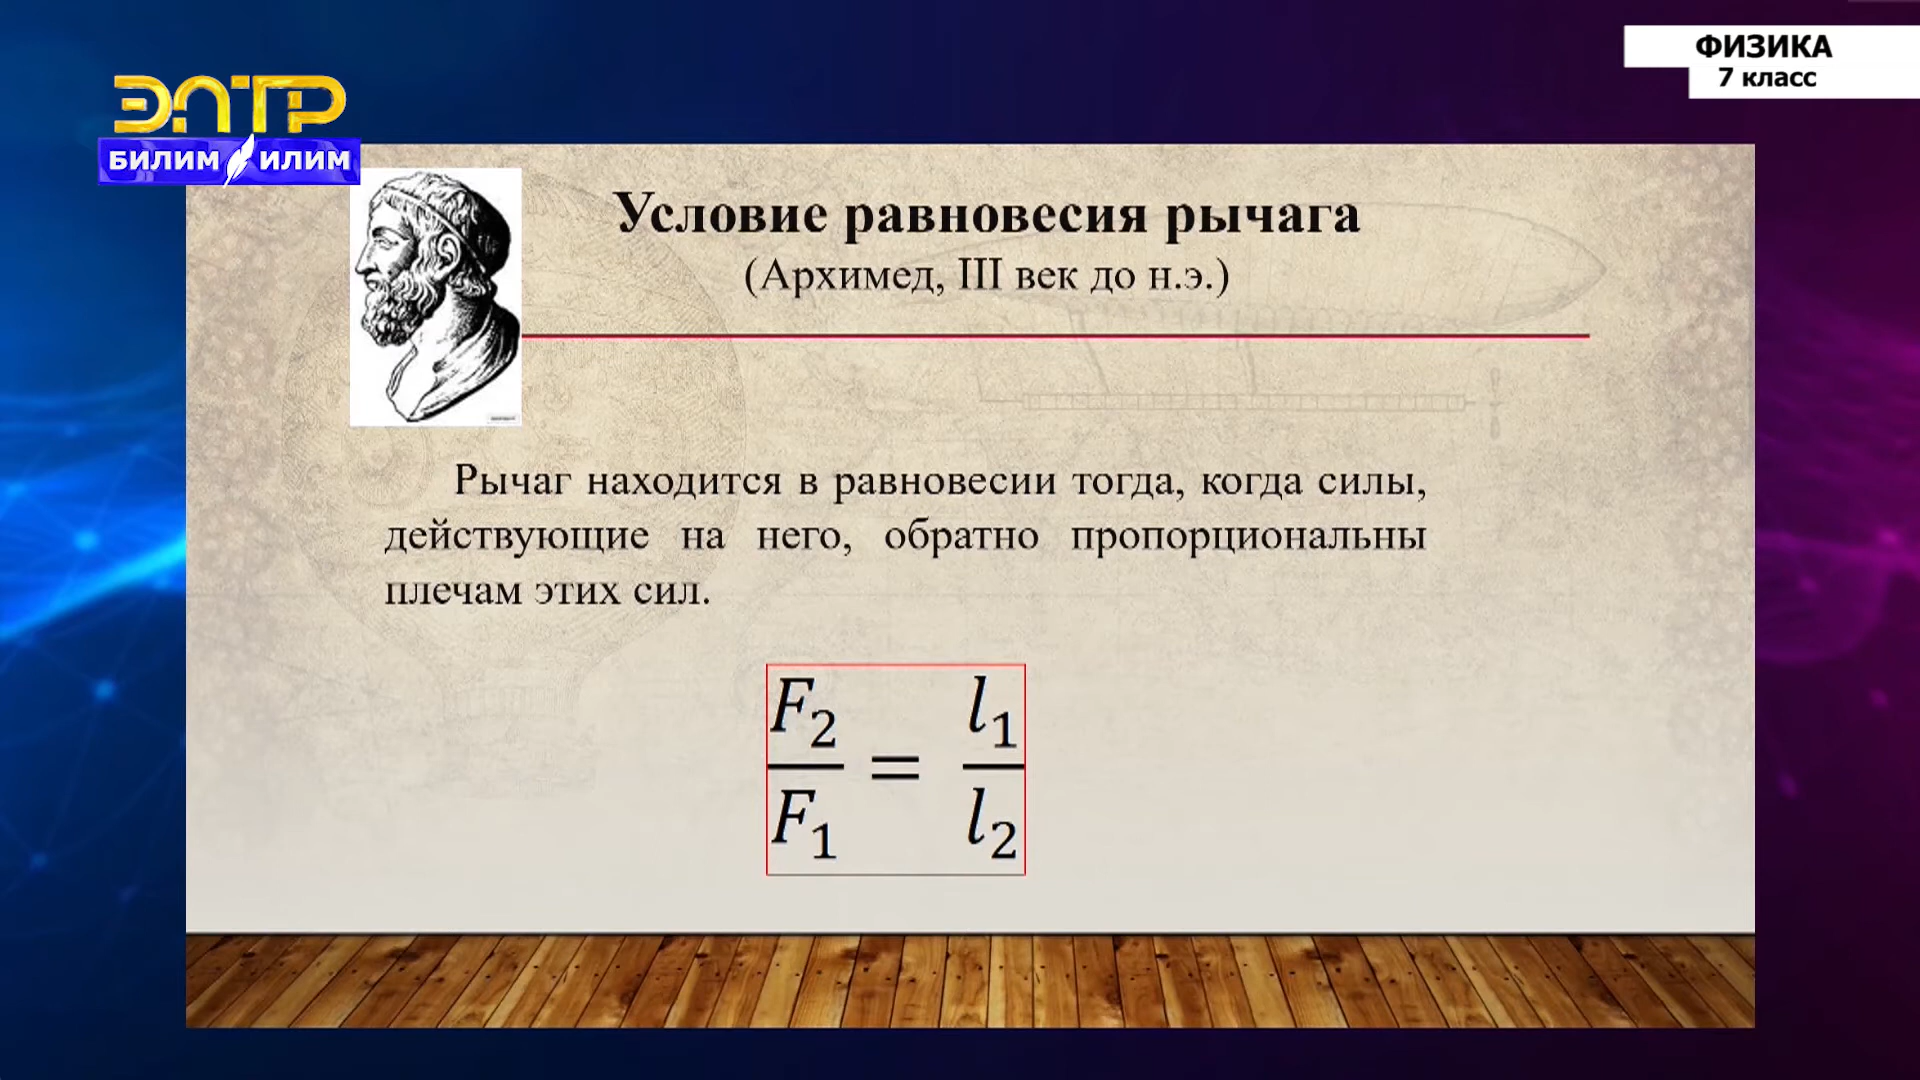 ФИЗИКА
7 класс
ЭЛТР
БИЛИМ ИЛИМ
Условие равновесия рычага
(Архимед, III век до н.э.)
Рычаг находится в равновесии тогда, когда силы,
действующие на него, обратно пропорциональны
плечам этих сил.
F₂/F₁ = l₁/l₂